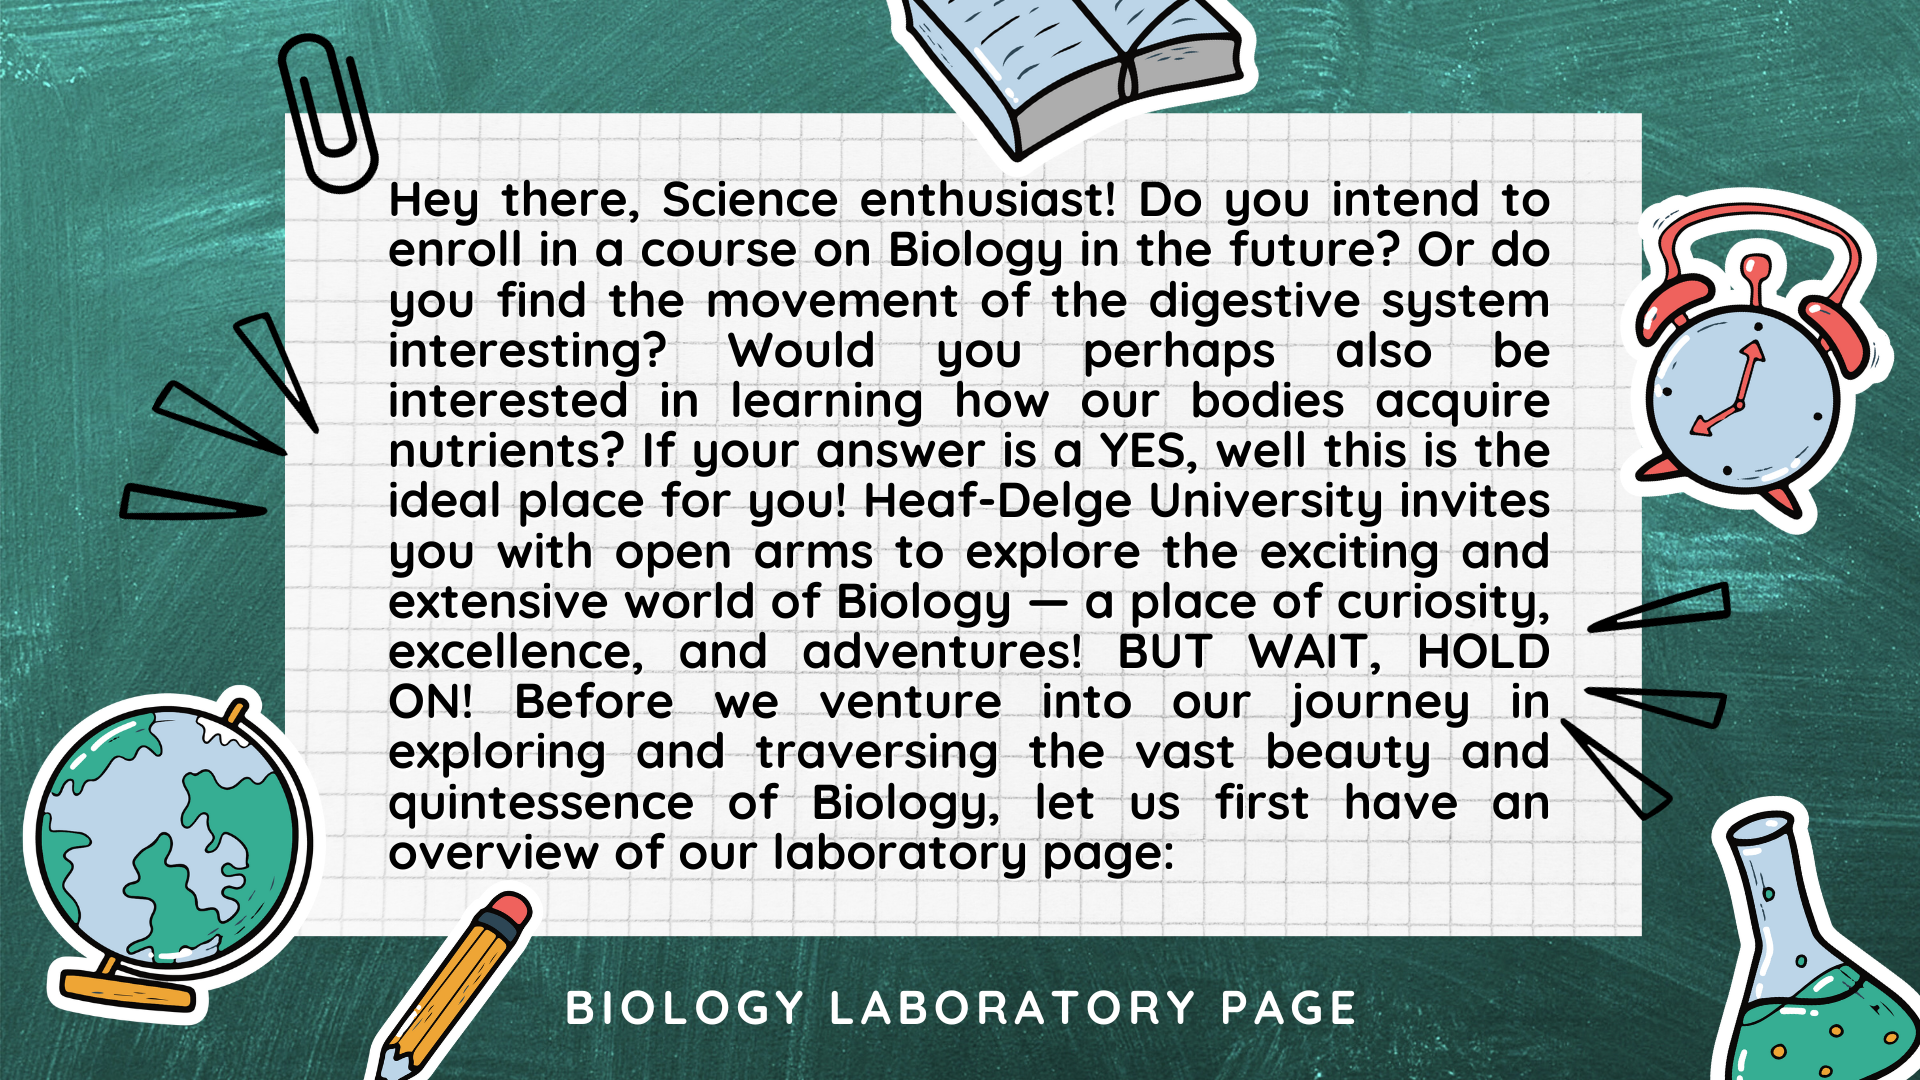 Hey there, Science enthusiast! Do you intend to
enroll in a course on Biology in the future? Or do
you find the movement of the digestive system
interesting? Would you perhaps also be
interested in learning how our bodies acquire
nutrients? If your answer is a YES, well this is the
ideal place for you! Heaf-Delge University invites
you with open arms to explore the exciting and
extensive world of Biology — a place of curiosity,
excellence, and adventures! BUT WAIT, HOLD
ON! Before we venture into our journey in
exploring and traversing the vast beauty and
quintessence of Biology, let us first have an
overview of our laboratory page:
BIOLOGY LABORATORY PAGE